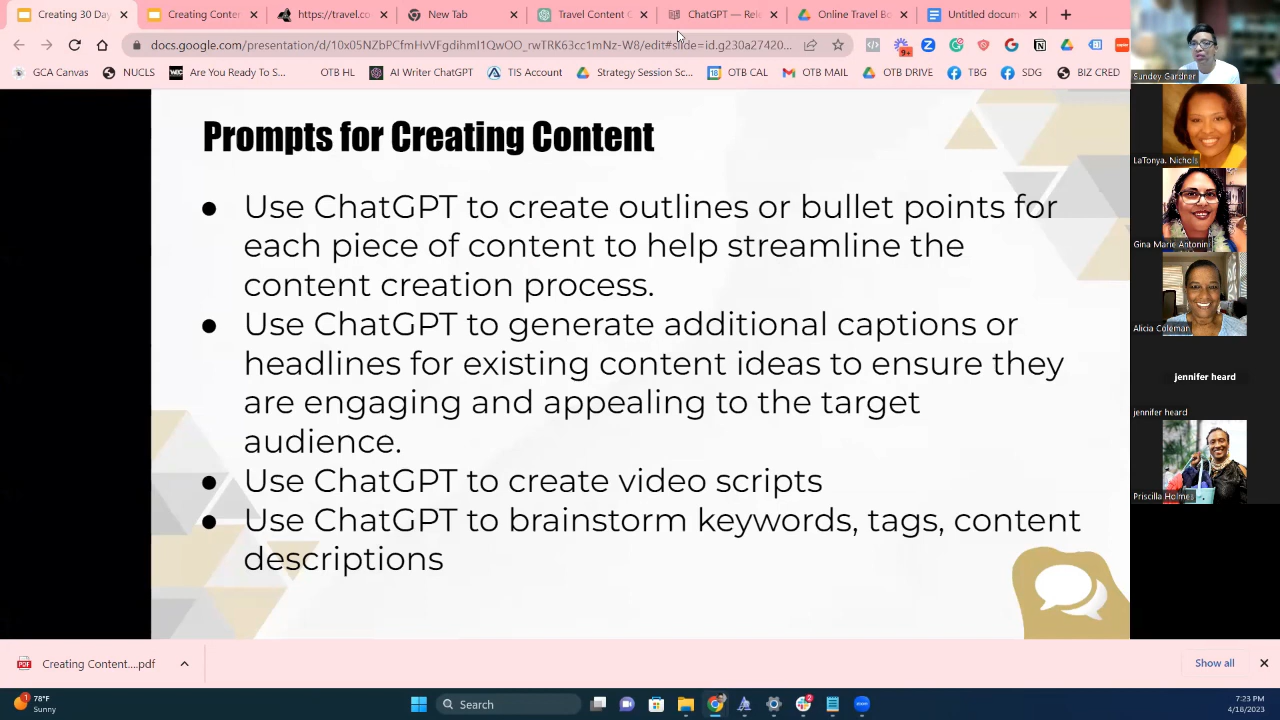 Creating 30 Day
Creating Conten
https://travel.co
New Tab
Travel Content C
ChatGPT — Rele
Online Travel Bo
Untitled docum
docs.google.com/presentation/d/
edit#slide=id.g230a27420...
9+
GCA Canvas
NUCLS
Are You Ready To S...
OTB-HL
AI Writer ChatGPT
TIS Account
Strategy Session Sc...
OTB CAL
OTB MAIL
OTB DRIVE
TBG
SDC
BIZ CRED
Prompts for Creating Content
● Use ChatGPT to create outlines or bullet points for
each piece of content to help streamline the
content creation process.
● Use ChatGPT to generate additional captions or
headlines for existing content ideas to ensure they
are engaging and appealing to the target
audience.
● Use ChatGPT to create video scripts
● Use ChatGPT to brainstorm keywords, tags, content
descriptions
Sundey Gardner
LaTonya. Nichols
Gina Marie Antonini
Alicia Coleman
jennifer heard
jennifer heard
Priscilla Holmes
PDF
Creating Content....pdf
Show all
1
78°F
Sunny
Search
2
7:23 PM
4/18/2023